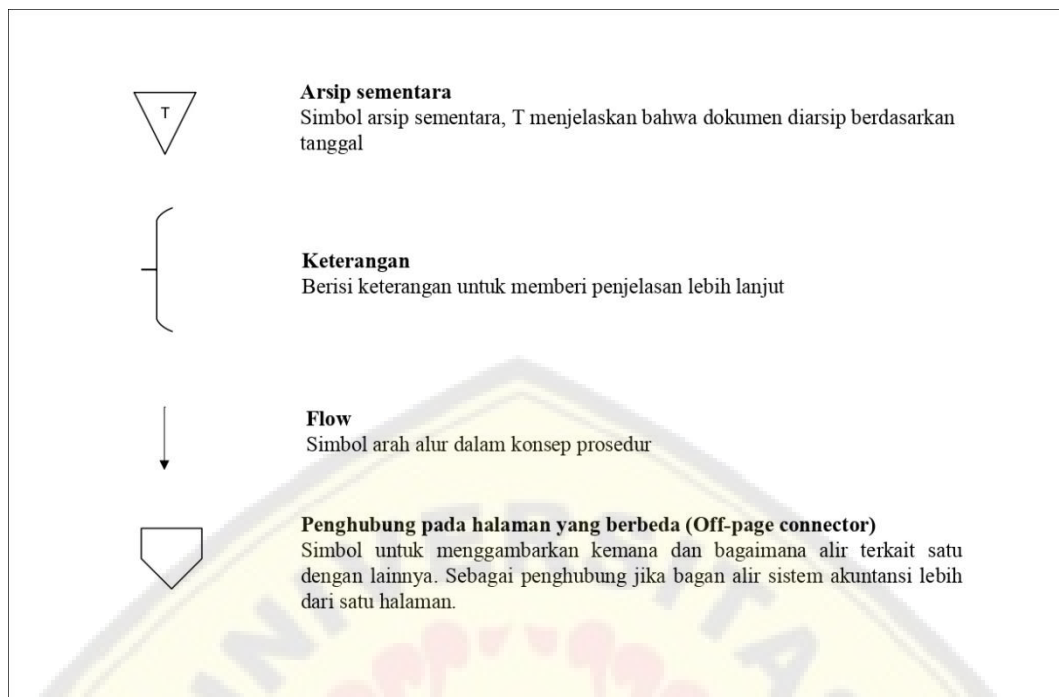 T
Arsip sementara
Simbol arsip sementara, T menjelaskan bahwa dokumen diarsip berdasarkan
tanggal
Keterangan
Berisi keterangan untuk memberi penjelasan lebih lanjut
Flow
Simbol arah alur dalam konsep prosedur
Penghubung pada halaman yang berbeda (Off-page connector)
Simbol untuk menggambarkan kemana dan bagaimana alir terkait satu
dengan lainnya. Sebagai penghubung jika bagan alir sistem akuntansi lebih
dari satu halaman.
UNIVERSITA